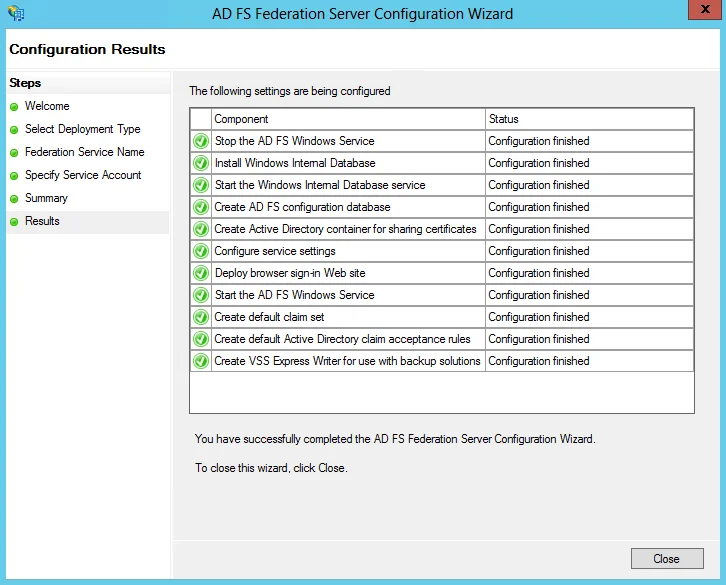 AD FS Federation Server Configuration Wizard
X
Configuration Results
Steps
Welcome
Select Deployment Type
Federation Service Name
Specify Service Account
Summary
Results
The following settings are being configured
Component Status
Stop the AD FS Windows Service Configuration finished
Install Windows Internal Database Configuration finished
Start the Windows Internal Database service Configuration finished
Create AD FS configuration database Configuration finished
Create Active Directory container for sharing certificates Configuration finished
Configure service settings Configuration finished
Deploy browser sign-in Web site Configuration finished
Start the AD FS Windows Service Configuration finished
Create default claim set Configuration finished
Create default Active Directory claim acceptance rules Configuration finished
Create VSS Express Writer for use with backup solutions Configuration finished
You have successfully completed the AD FS Federation Server Configuration Wizard.
To close this wizard, click Close.
Close